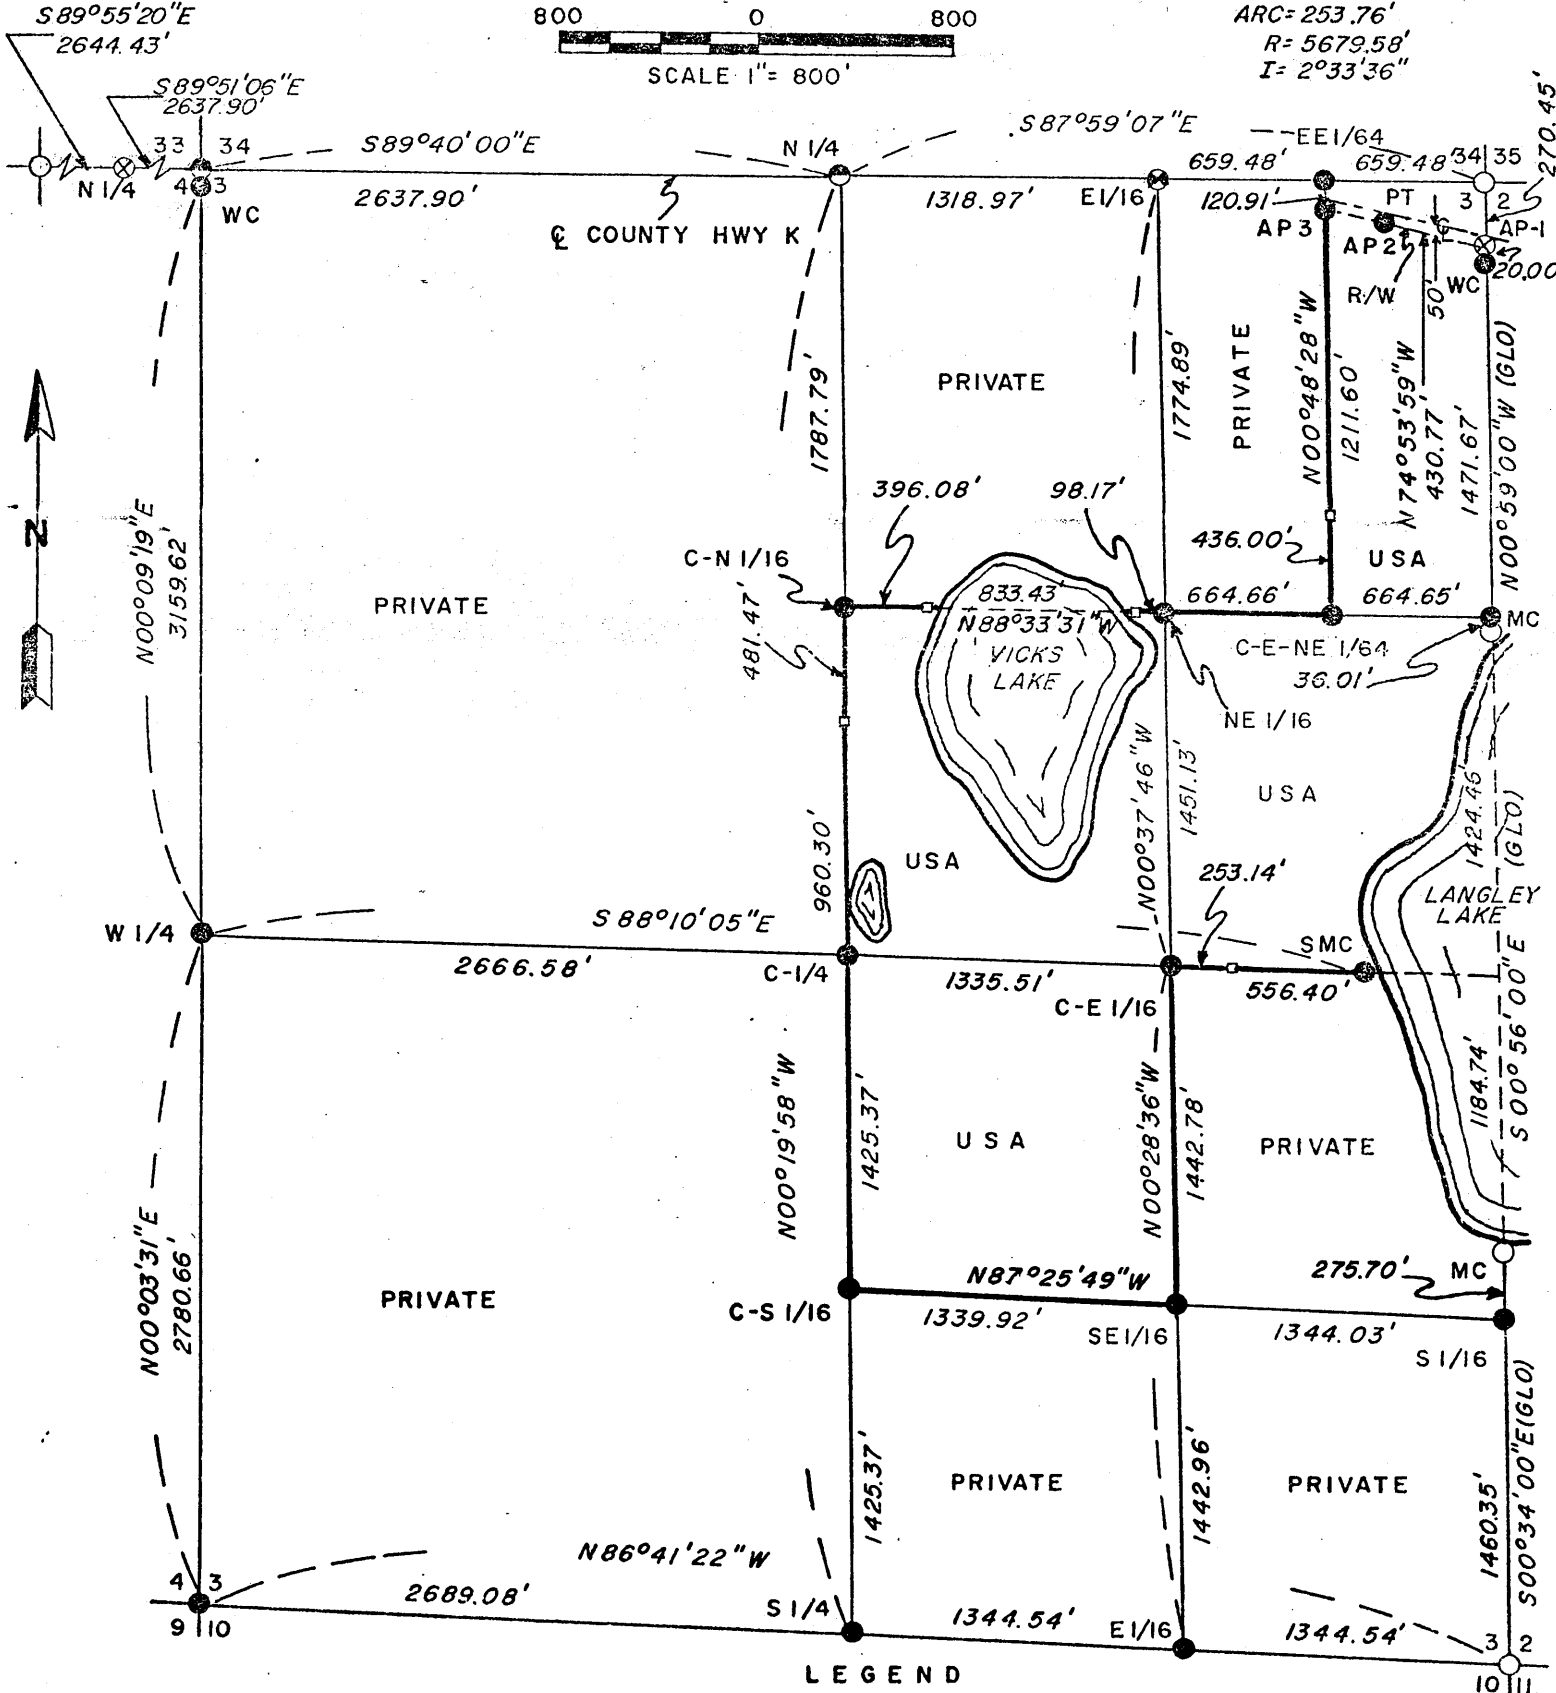 S89°55'20"E
2644.43'
800 0 800
SCALE 1"= 800'
ARC= 253.76'
R= 5679.58'
I= 2°33'36"
S89°51'06"E
2637.90'
270.45'
33 34
N 1/4
4 3
WC
S89°40'00"E
2637.90'
N 1/4
℄ COUNTY HWY K
S87°59'07"E
1318.97'
E1/16
EE1/64
659.48'
659.48'
34 35
3 2
120.91'
PT
AP3
AP2
AP-1
℄
R/W
50'
WC
20.00
N00°09'19"E
3159.62'
N
PRIVATE
1787.79'
PRIVATE
1774.89'
PRIVATE
N00°48'28"W
1211.60'
N74°53'59"W
430.77'
1471.67'
N00°59'00"W (GLO)
396.08'
98.17'
436.00'
USA
C-N 1/16
833.43'
N88°33'31"W
VICKS
LAKE
664.66'
664.65'
MC
C-E-NE 1/64
36.01'
NE 1/16
481.47'
960.30'
USA
N00°37'46"W
1451.13'
USA
1424.46'
(GLO)
LANGLEY
LAKE
253.14'
W 1/4
S 88°10'05"E
2666.58'
C-1/4
1335.51'
C-E 1/16
SMC
556.40'
N00°19'58"W
1425.37'
USA
N00°28'36"W
1442.78'
PRIVATE
1184.74'
S00°56'00"E
N00°03'31"E
2780.66'
PRIVATE
N87°25'49"W
C-S 1/16
1339.92'
SE1/16
275.70'
MC
1344.03'
S 1/16
1425.37'
PRIVATE
1442.96'
PRIVATE
1460.35'
S00°34'00"E(GLO)
4 3
9 10
N86°41'22"W
2689.08'
S 1/4
1344.54'
E 1/16
1344.54'
3 2
10 11
LEGEND